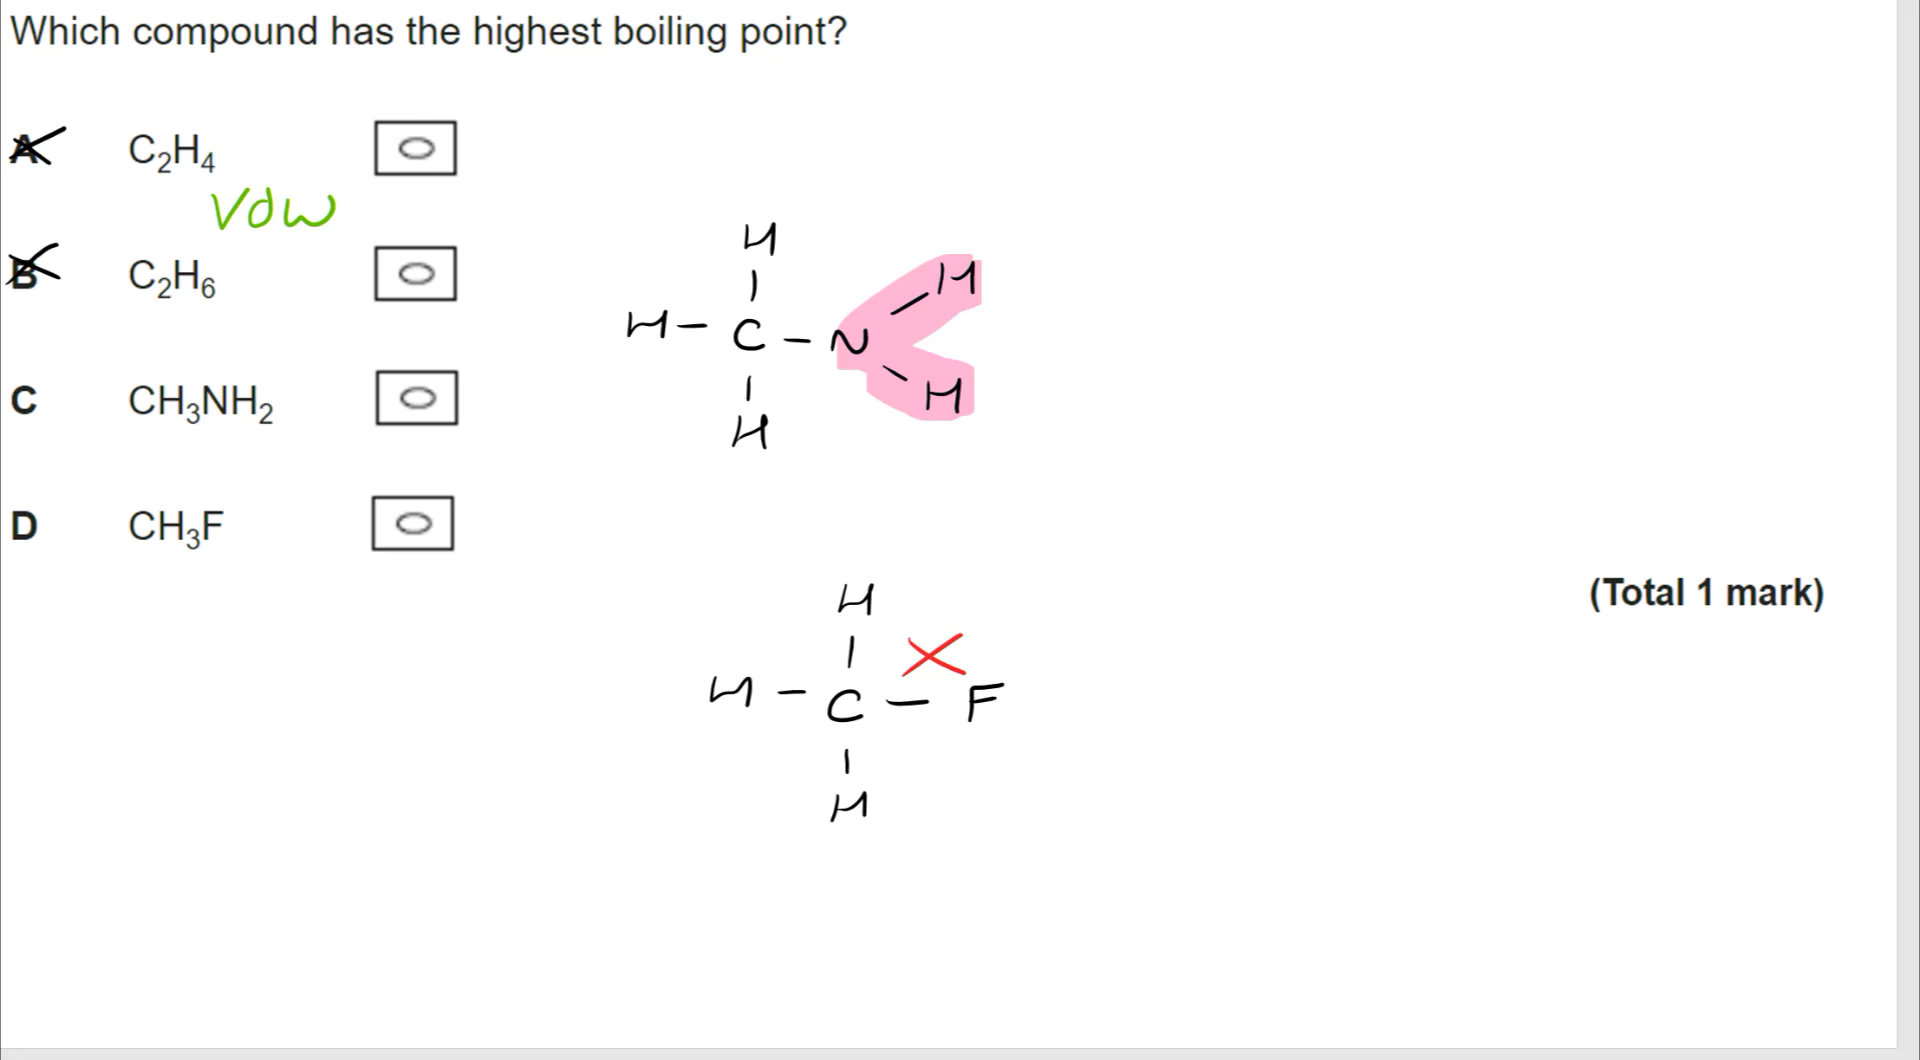 Which compound has the highest boiling point?
A C₂H₄
Vdw
B C₂H₆
C CH₃NH₂
D CH₃F
(Total 1 mark)
H
|
H – C – N – H
– H
|
H
H
|
H – C – F
|
H